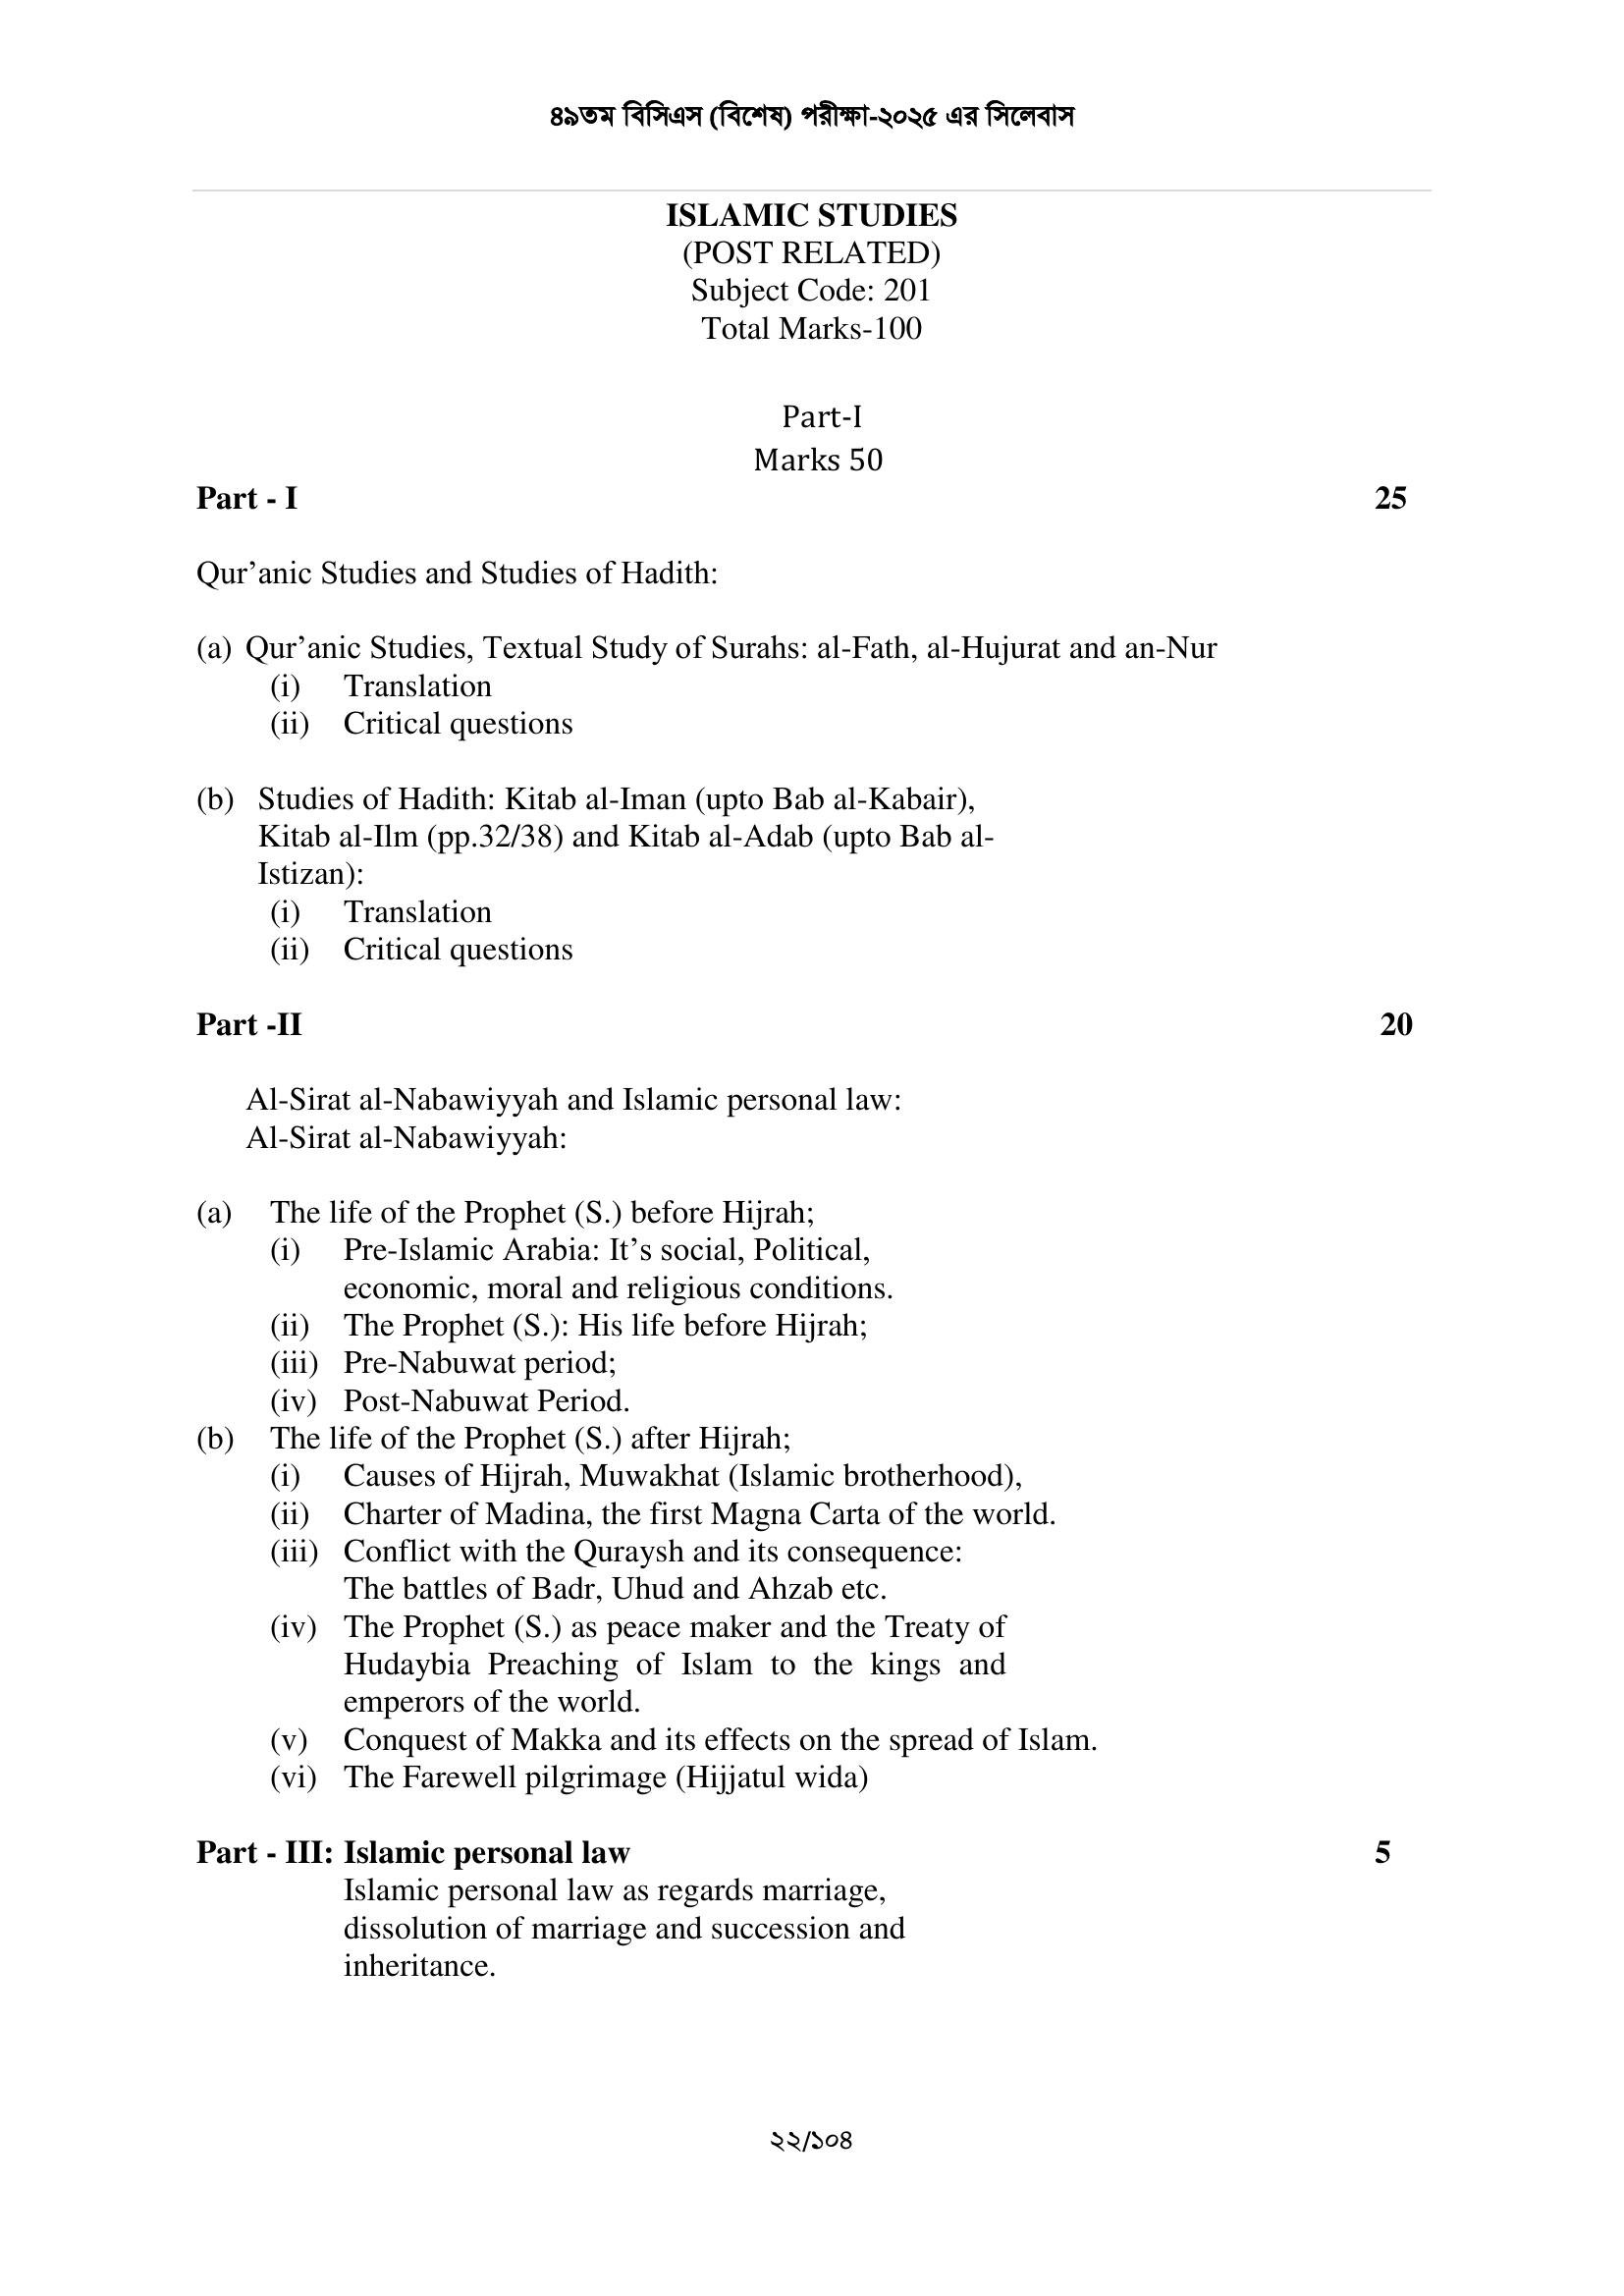 ৪৯তম বিসিএস (বিশেষ) পরীক্ষা-২০২৫ এর সিলেবাস
ISLAMIC STUDIES
(POST RELATED)
Subject Code: 201
Total Marks-100
Part-I
Marks 50
Part - I 25
Qur’anic Studies and Studies of Hadith:
(a) Qur’anic Studies, Textual Study of Surahs: al-Fath, al-Hujurat and an-Nur
(i) Translation
(ii) Critical questions
(b) Studies of Hadith: Kitab al-Iman (upto Bab al-Kabair),
Kitab al-Ilm (pp.32/38) and Kitab al-Adab (upto Bab al-
Istizan):
(i) Translation
(ii) Critical questions
Part -II 20
Al-Sirat al-Nabawiyyah and Islamic personal law:
Al-Sirat al-Nabawiyyah:
(a) The life of the Prophet (S.) before Hijrah;
(i) Pre-Islamic Arabia: It’s social, Political,
economic, moral and religious conditions.
(ii) The Prophet (S.): His life before Hijrah;
(iii) Pre-Nabuwat period;
(iv) Post-Nabuwat Period.
(b) The life of the Prophet (S.) after Hijrah;
(i) Causes of Hijrah, Muwakhat (Islamic brotherhood),
(ii) Charter of Madina, the first Magna Carta of the world.
(iii) Conflict with the Quraysh and its consequence:
The battles of Badr, Uhud and Ahzab etc.
(iv) The Prophet (S.) as peace maker and the Treaty of
Hudaybia Preaching of Islam to the kings and
emperors of the world.
(v) Conquest of Makka and its effects on the spread of Islam.
(vi) The Farewell pilgrimage (Hijjatul wida)
Part - III: Islamic personal law 5
Islamic personal law as regards marriage,
dissolution of marriage and succession and
inheritance.
২২/১০৪